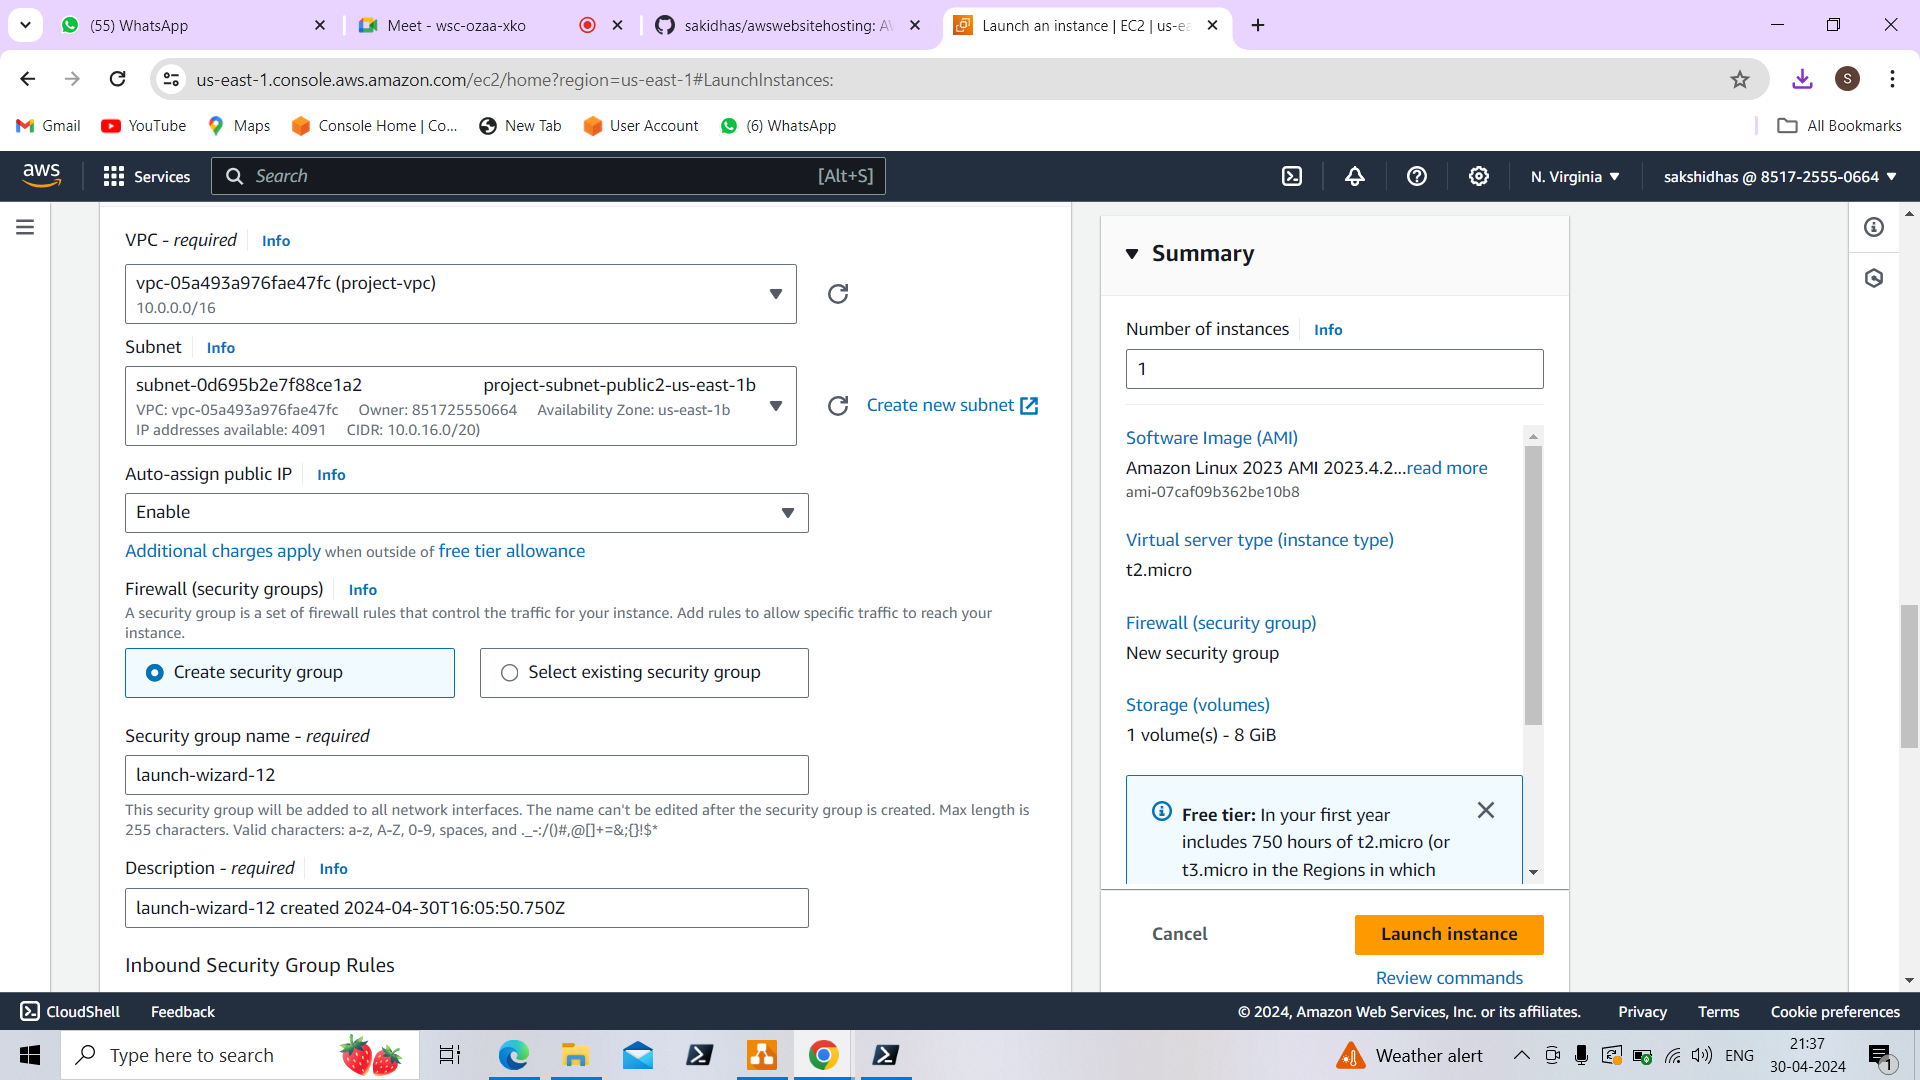 (55) WhatsApp
Meet - wsc-ozaa-xko
sakidhas/awswebsitehosting: A
Launch an instance | EC2 | us-ea
us-east-1.console.aws.amazon.com/ec2/home?region=us-east-1#LaunchInstances:
S
Gmail
YouTube
Maps
Console Home | Co...
New Tab
User Account
(6) WhatsApp
All Bookmarks
aws
Services
Search
[Alt+S]
N. Virginia
sakshidhas @ 8517-2555-0664
VPC - required
Info
vpc-05a493a976fae47fc (project-vpc)
10.0.0.0/16
Subnet
Info
subnet-0d695b2e7f88ce1a2 project-subnet-public2-us-east-1b
VPC: vpc-05a493a976fae47fc Owner: 851725550664 Availability Zone: us-east-1b
IP addresses available: 4091 CIDR: 10.0.16.0/20)
Create new subnet
Auto-assign public IP
Info
Enable
Additional charges apply when outside of free tier allowance
Firewall (security groups)
Info
A security group is a set of firewall rules that control the traffic for your instance. Add rules to allow specific traffic to reach your
instance.
Create security group
Select existing security group
Security group name - required
launch-wizard-12
This security group will be added to all network interfaces. The name can't be edited after the security group is created. Max length is
255 characters. Valid characters: a-z, A-Z, 0-9, spaces, and ._-:/()#,@[]+=&;{}!$*
Description - required
Info
launch-wizard-12 created 2024-04-30T16:05:50.750Z
Inbound Security Group Rules
Summary
Number of instances
Info
1
Software Image (AMI)
Amazon Linux 2023 AMI 2023.4.2...read more
ami-07caf09b362be10b8
Virtual server type (instance type)
t2.micro
Firewall (security group)
New security group
Storage (volumes)
1 volume(s) - 8 GiB
Free tier: In your first year
includes 750 hours of t2.micro (or
t3.micro in the Regions in which
Cancel
Launch instance
Review commands
CloudShell
Feedback
© 2024, Amazon Web Services, Inc. or its affiliates.
Privacy
Terms
Cookie preferences
Type here to search
Weather alert
ENG
21:37
30-04-2024
1